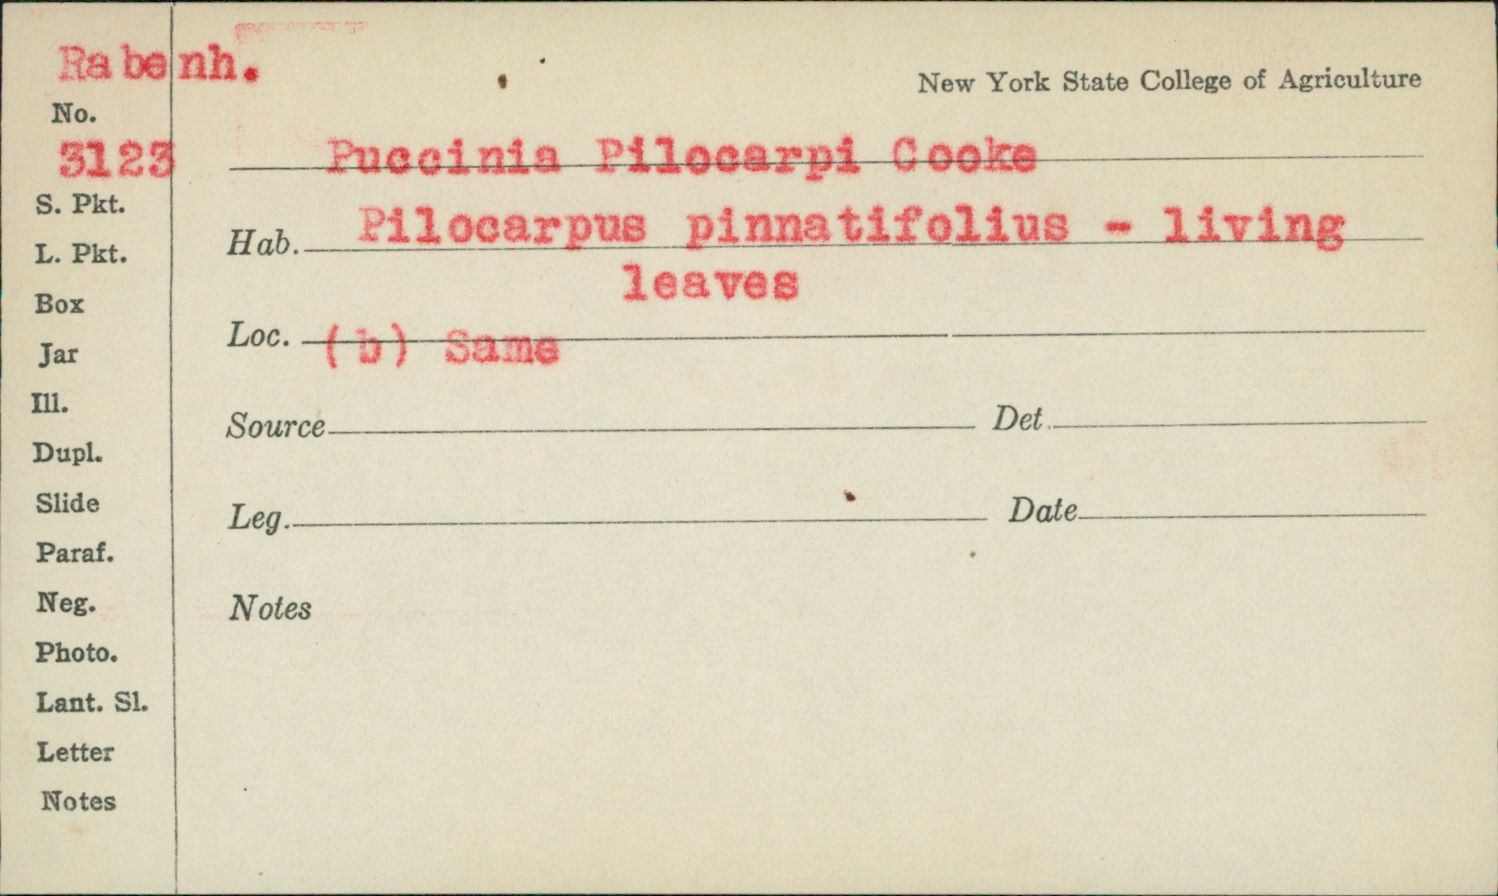 Rabenh.
New York State College of Agriculture
No.
3123
Puccinia Pilocarpi Cooke
Hab. Pilocarpus pinnatifolius - living
leaves
Loc. (b) Same
Source Det.
Leg. Date
Notes
S. Pkt.
L. Pkt.
Box
Jar
Ill.
Dupl.
Slide
Paraf.
Neg.
Photo.
Lant. Sl.
Letter
Notes